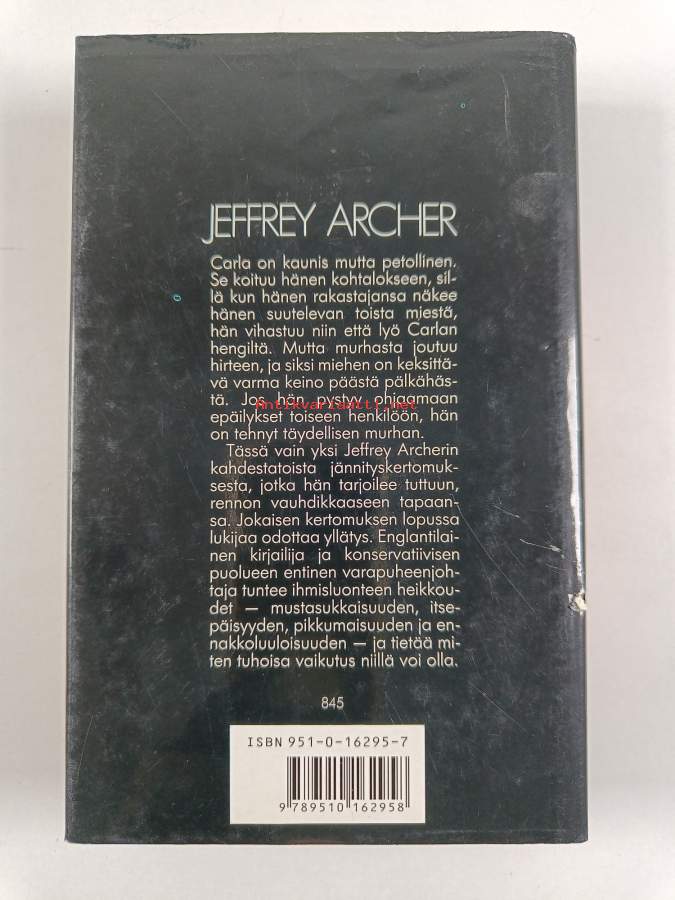 JEFFREY ARCHER
Carla on kaunis mutta petollinen.
Se koituu hänen kohtalokseen, sil-
lä kun hänen rakastajansa näkee
hänen suutelevan toista miestä,
hän vihastuu niin että lyö Carlan
hengiltä. Mutta murhasta joutuu
hirteen, ja siksi miehen on keksittä-
vä varma keino päästä pälkähäs-
tä. Jos hän pystyy ohjaamaan
Antikvariaatti.net
epäilykset toiseen henkilöön, hän
on tehnyt täydellisen murhan.
Tässä vain yksi Jeffrey Archerin
kahdestatoista jännityskertomuk-
sesta, jotka hän tarjoilee tuttuun,
rennon vauhdikkaaseen tapaan-
sa. Jokaisen kertomuksen lopussa
lukijaa odottaa yllätys. Englantilai-
nen kirjailija ja konservatiivisen
puolueen entinen varapuheenjoh-
taja tuntee ihmisluonteen heikkou-
det — mustasukkaisuuden, itse-
päisyyden, pikkumaisuuden ja en-
nakkoluuloisuuden — ja tietää mi-
ten tuhoisa vaikutus niillä voi olla.
845
ISBN 951-0-16295-7
9 789510 162958